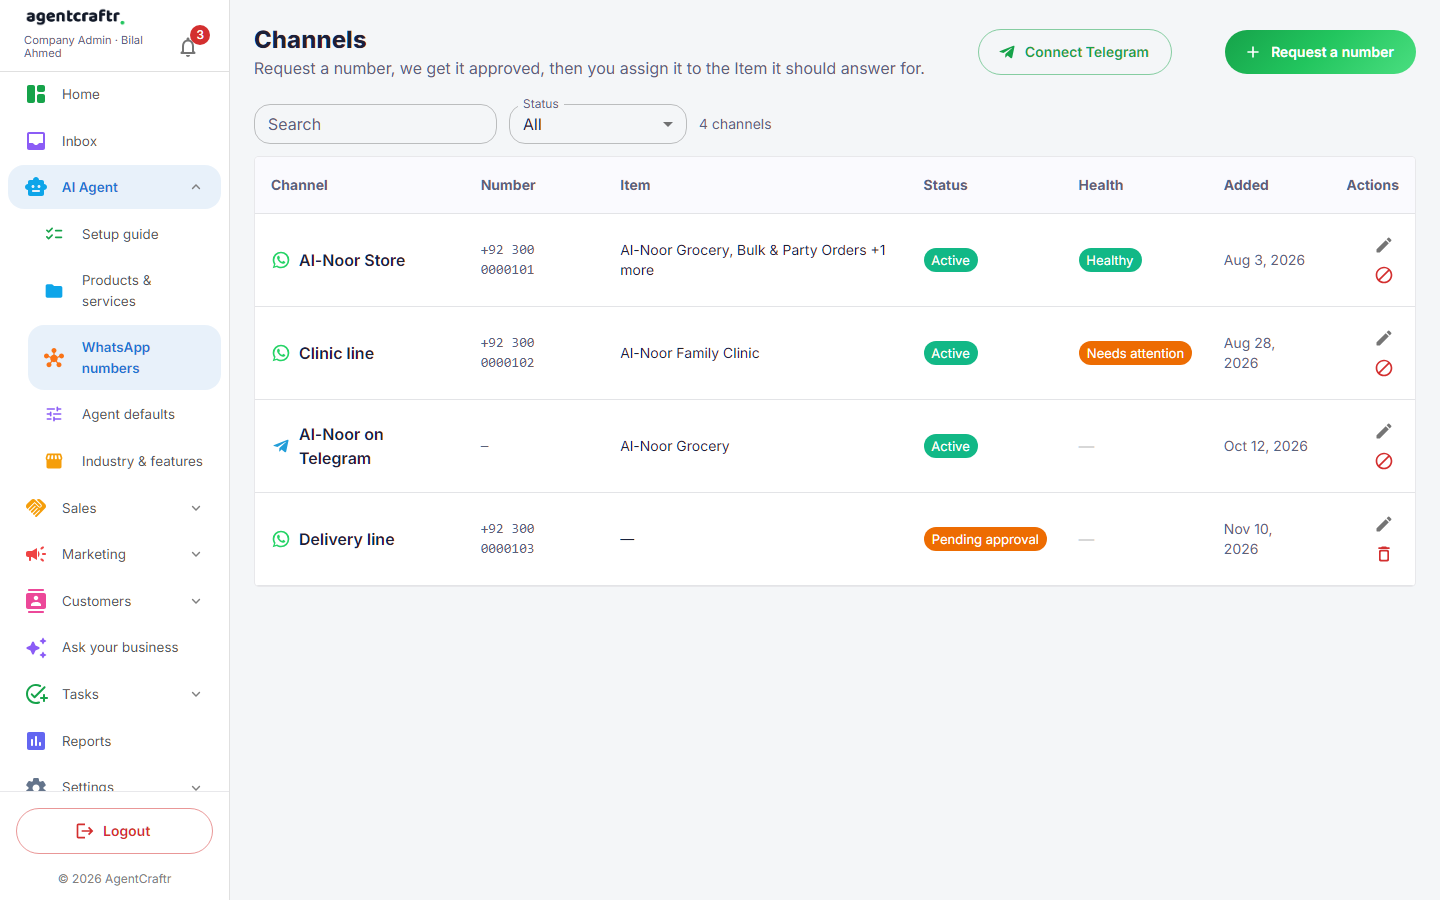 agentcraftr.
Company Admin · Bilal
Ahmed
3
Home
Inbox
AI Agent
Setup guide
Products &
services
WhatsApp
numbers
Agent defaults
Industry & features
Sales
Marketing
Customers
Ask your business
Tasks
Reports
Settings
Logout
© 2026 AgentCraftr
Channels
Request a number, we get it approved, then you assign it to the Item it should answer for.
Connect Telegram
Request a number
Search
Status
All
4 channels
Channel Number Item Status Health Added Actions
Al-Noor Store
+92 300
0000101
Al-Noor Grocery, Bulk & Party Orders +1
more
Active
Healthy
Aug 3, 2026
Clinic line
+92 300
0000102
Al-Noor Family Clinic
Active
Needs attention
Aug 28,
2026
Al-Noor on
Telegram
–
Al-Noor Grocery
Active
—
Oct 12, 2026
Delivery line
+92 300
0000103
—
Pending approval
—
Nov 10,
2026